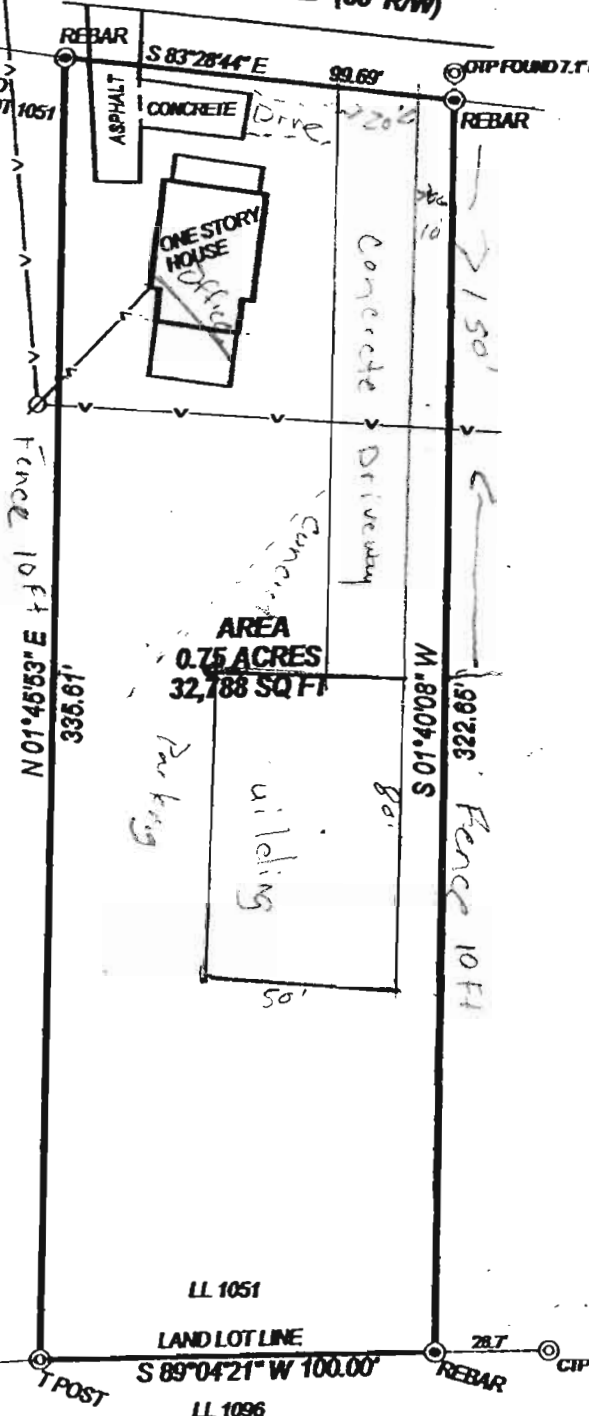 R/W)
REBAR
S 83°28'44" E
99.69'
OTP FOUND 7.1'
1051
ASPHALT
CONCRETE
Drive
20'
REBAR
10'
ONE STORY
HOUSE
Office
150'
Concrete Driveway
Fence 10 Ft
AREA
0.75 ACRES
32,788 SQ FT
N 01°45'53" E
335.61'
S 01°40'08" W
322.65'
Parking
uilding
80'
Fence 10 Ft
50'
LL 1051
LAND LOT LINE
S 89°04'21" W 100.00'
28.7'
T POST
REBAR
CTP
LL 1096